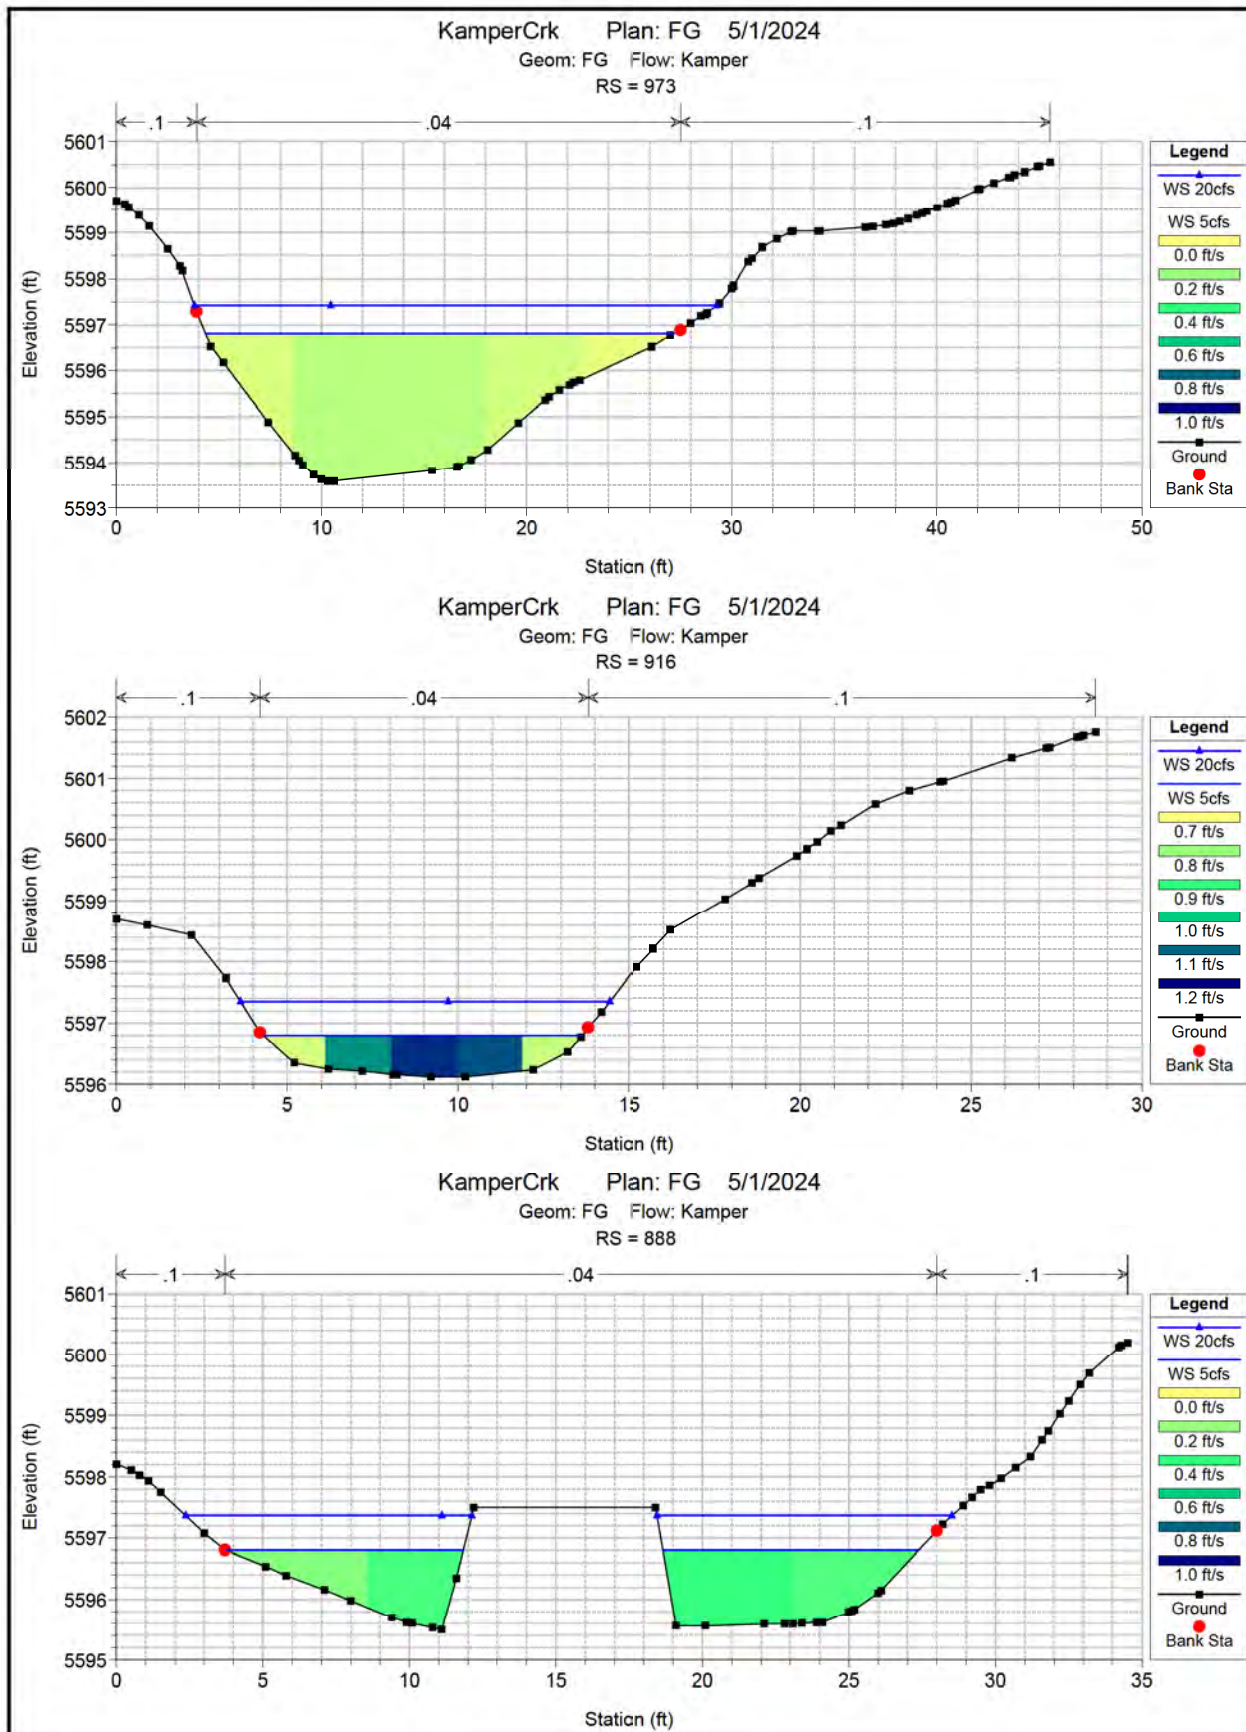 KamperCrk Plan: FG 5/1/2024
Geom: FG Flow: Kamper
RS = 973
.1 .04 .1
5601
5600
5599
5598
5597
5596
5595
5594
5593
Elevation (ft)
0 10 20 30 40 50
Station (ft)
Legend
WS 20cfs
WS 5cfs
0.0 ft/s
0.2 ft/s
0.4 ft/s
0.6 ft/s
0.8 ft/s
1.0 ft/s
Ground
Bank Sta
KamperCrk Plan: FG 5/1/2024
Geom: FG Flow: Kamper
RS = 916
.1 .04 .1
5602
5601
5600
5599
5598
5597
5596
Elevation (ft)
0 5 10 15 20 25 30
Station (ft)
Legend
WS 20cfs
WS 5cfs
0.7 ft/s
0.8 ft/s
0.9 ft/s
1.0 ft/s
1.1 ft/s
1.2 ft/s
Ground
Bank Sta
KamperCrk Plan: FG 5/1/2024
Geom: FG Flow: Kamper
RS = 888
.1 .04 .1
5601
5600
5599
5598
5597
5596
5595
Elevation (ft)
0 5 10 15 20 25 30 35
Station (ft)
Legend
WS 20cfs
WS 5cfs
0.0 ft/s
0.2 ft/s
0.4 ft/s
0.6 ft/s
0.8 ft/s
1.0 ft/s
Ground
Bank Sta